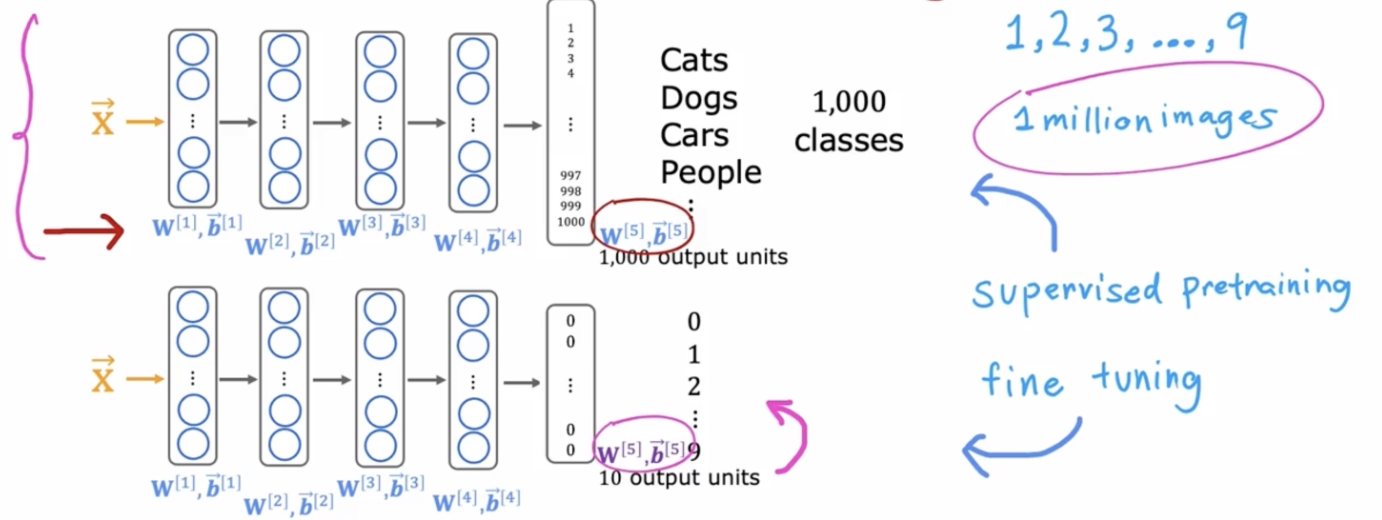 1
2
3
4
⋮
997
998
999
1000
Cats
Dogs
Cars
People
⋮
1,000
classes
1,2,3, ..., 9
1 million images
x⃗
⋮
⋮
⋮
⋮
W[1], b⃗[1]
W[2], b⃗[2]
W[3], b⃗[3]
W[4], b⃗[4]
W[5], b⃗[5]
1,000 output units
supervised pretraining
fine tuning
x⃗
⋮
⋮
⋮
⋮
0
0
⋮
0
0
0
1
2
⋮
9
W[1], b⃗[1]
W[2], b⃗[2]
W[3], b⃗[3]
W[4], b⃗[4]
W[5], b⃗[5]
10 output units